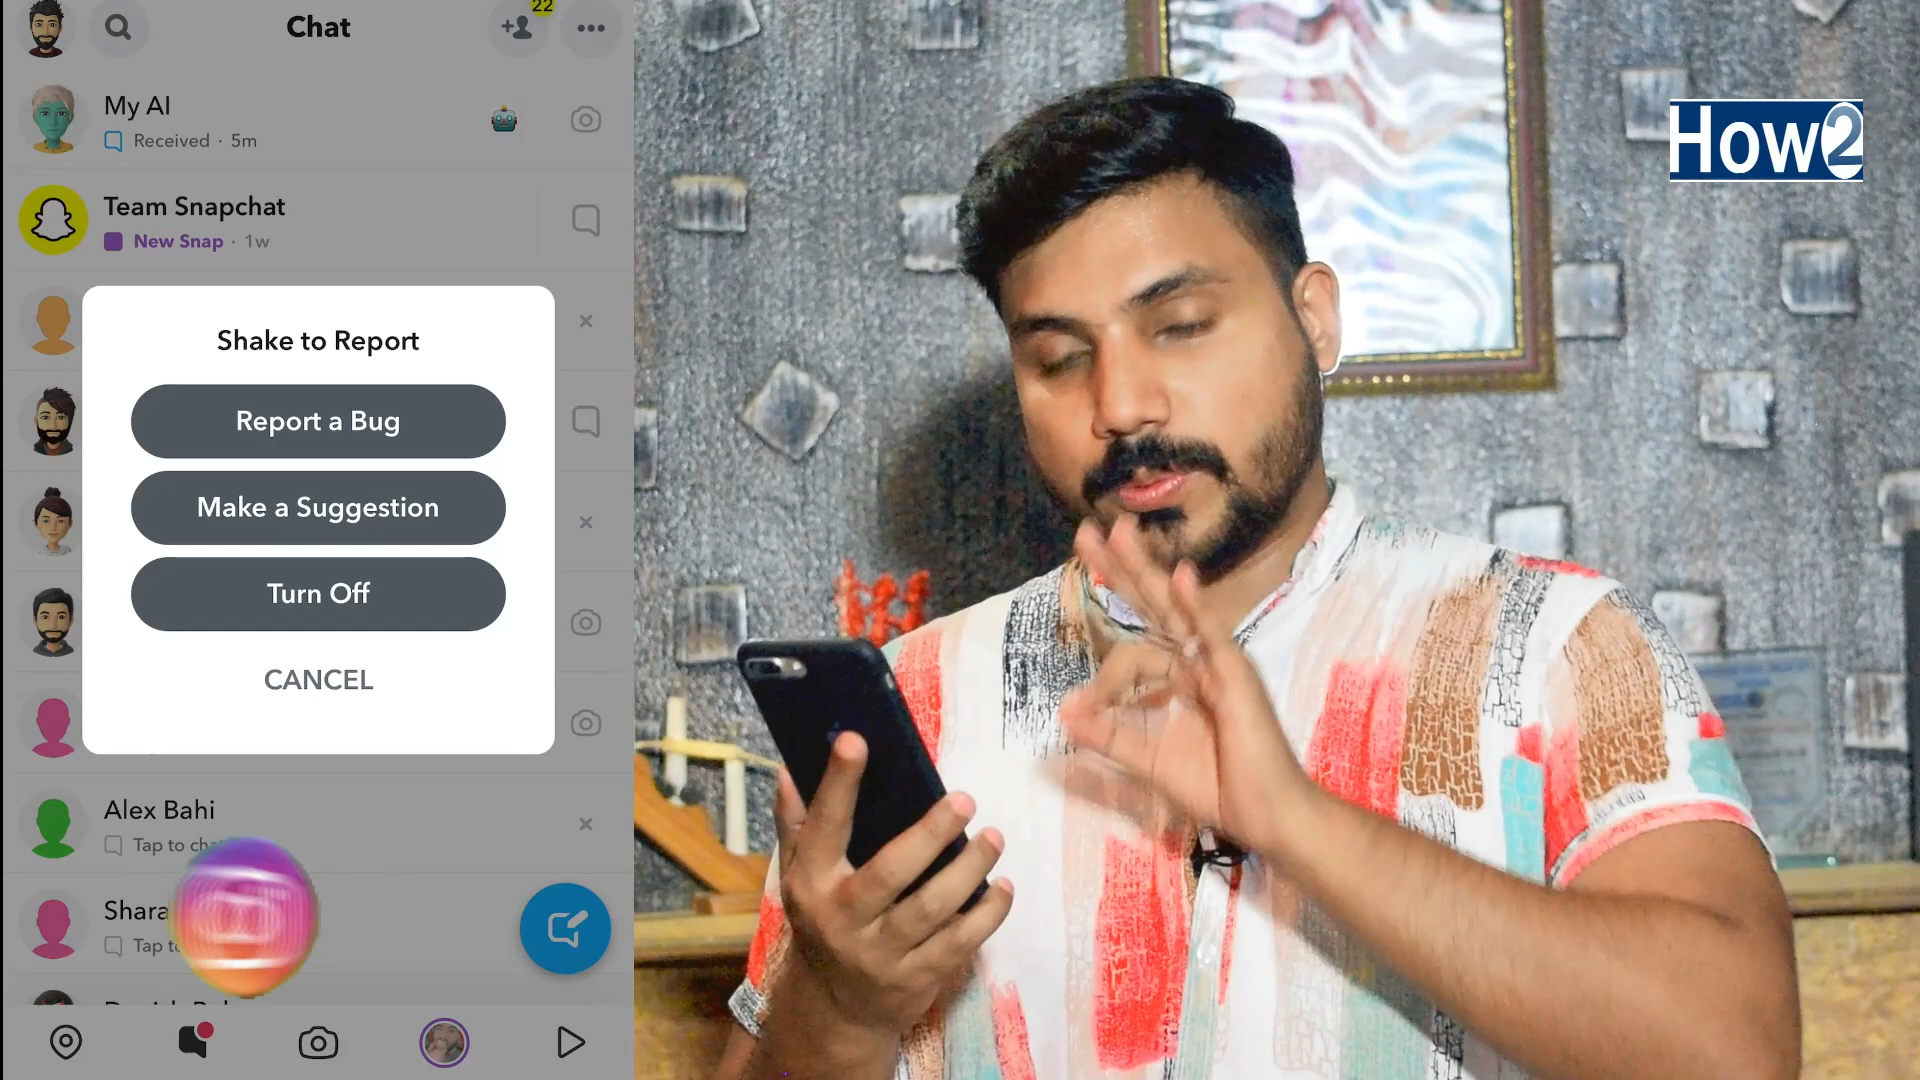 22
Chat
My AI
Received · 5m
Team Snapchat
New Snap · 1w
Shake to Report
Report a Bug
Make a Suggestion
Turn Off
CANCEL
Alex Bahi
Tap to
Shara
Tap
How2